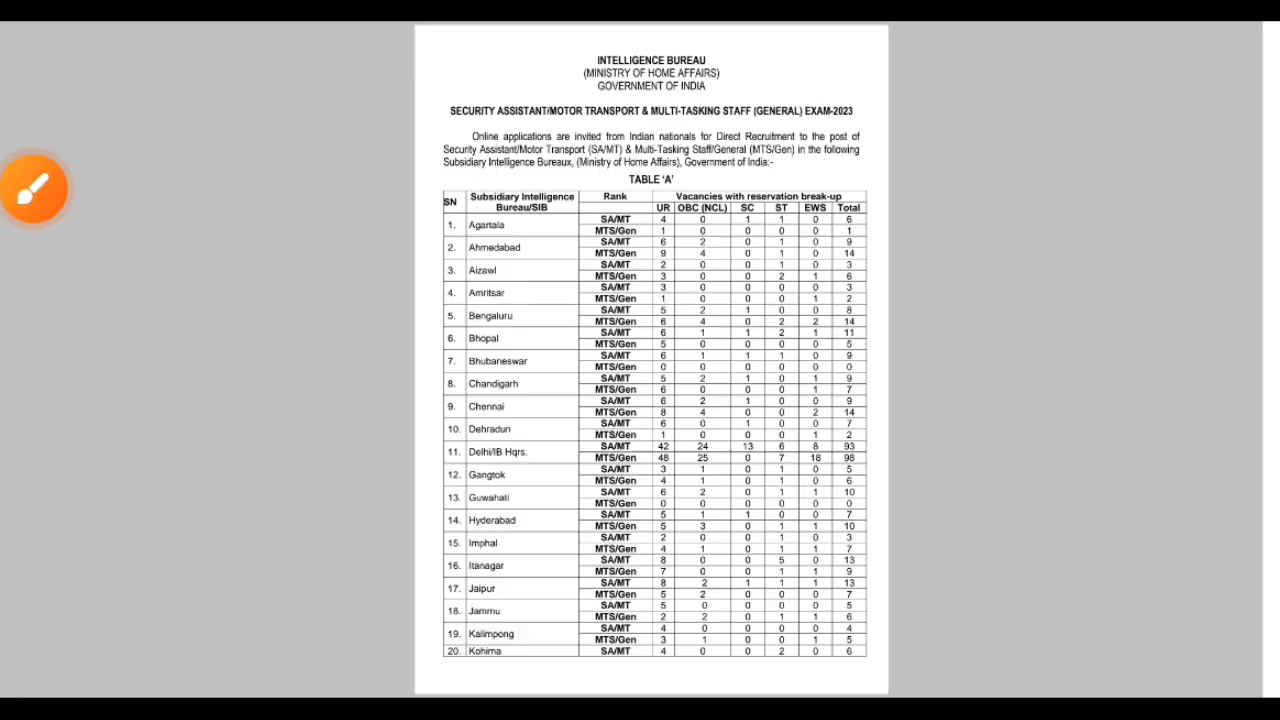 INTELLIGENCE BUREAU
(MINISTRY OF HOME AFFAIRS)
GOVERNMENT OF INDIA
SECURITY ASSISTANT/MOTOR TRANSPORT & MULTI-TASKING STAFF (GENERAL) EXAM-2023
Online applications are invited from Indian nationals for Direct Recruitment to the post of
Security Assistant/Motor Transport (SA/MT) & Multi-Tasking Staff/General (MTS/Gen) in the following
Subsidiary Intelligence Bureaux, (Ministry of Home Affairs), Government of India:-
TABLE ‘A’
SN Subsidiary Intelligence Bureau/SIB Rank Vacancies with reservation break-up
UR OBC (NCL) SC ST EWS Total
1. Agartala SA/MT 4 0 1 1 0 6
MTS/Gen 1 0 0 0 0 1
2. Ahmedabad SA/MT 6 2 0 1 0 9
MTS/Gen 9 4 0 1 0 14
3. Aizawl SA/MT 2 0 0 1 0 3
MTS/Gen 3 0 0 2 1 6
4. Amritsar SA/MT 3 0 0 0 0 3
MTS/Gen 1 0 0 0 1 2
5. Bengaluru SA/MT 5 2 1 0 0 8
MTS/Gen 6 4 0 2 2 14
6. Bhopal SA/MT 6 1 1 2 1 11
MTS/Gen 5 0 0 0 0 5
7. Bhubaneswar SA/MT 6 1 1 1 0 9
MTS/Gen 0 0 0 0 0 0
8. Chandigarh SA/MT 5 2 1 0 1 9
MTS/Gen 6 0 0 0 1 7
9. Chennai SA/MT 6 2 1 0 0 9
MTS/Gen 8 4 0 0 2 14
10. Dehradun SA/MT 6 0 1 0 0 7
MTS/Gen 1 0 0 0 1 2
11. Delhi/IB Hqrs. SA/MT 42 24 13 6 8 93
MTS/Gen 48 25 0 7 18 98
12. Gangtok SA/MT 3 1 0 1 0 5
MTS/Gen 4 1 0 1 0 6
13. Guwahati SA/MT 6 2 0 1 1 10
MTS/Gen 0 0 0 0 0 0
14. Hyderabad SA/MT 5 1 1 0 0 7
MTS/Gen 5 3 0 1 1 10
15. Imphal SA/MT 2 0 0 1 0 3
MTS/Gen 4 1 0 1 1 7
16. Itanagar SA/MT 8 0 0 5 0 13
MTS/Gen 7 0 0 1 1 9
17. Jaipur SA/MT 8 2 1 1 1 13
MTS/Gen 5 2 0 0 0 7
18. Jammu SA/MT 5 0 0 0 0 5
MTS/Gen 2 2 0 1 1 6
19. Kalimpong SA/MT 4 0 0 0 0 4
MTS/Gen 3 1 0 0 1 5
20. Kohima SA/MT 4 0 0 2 0 6